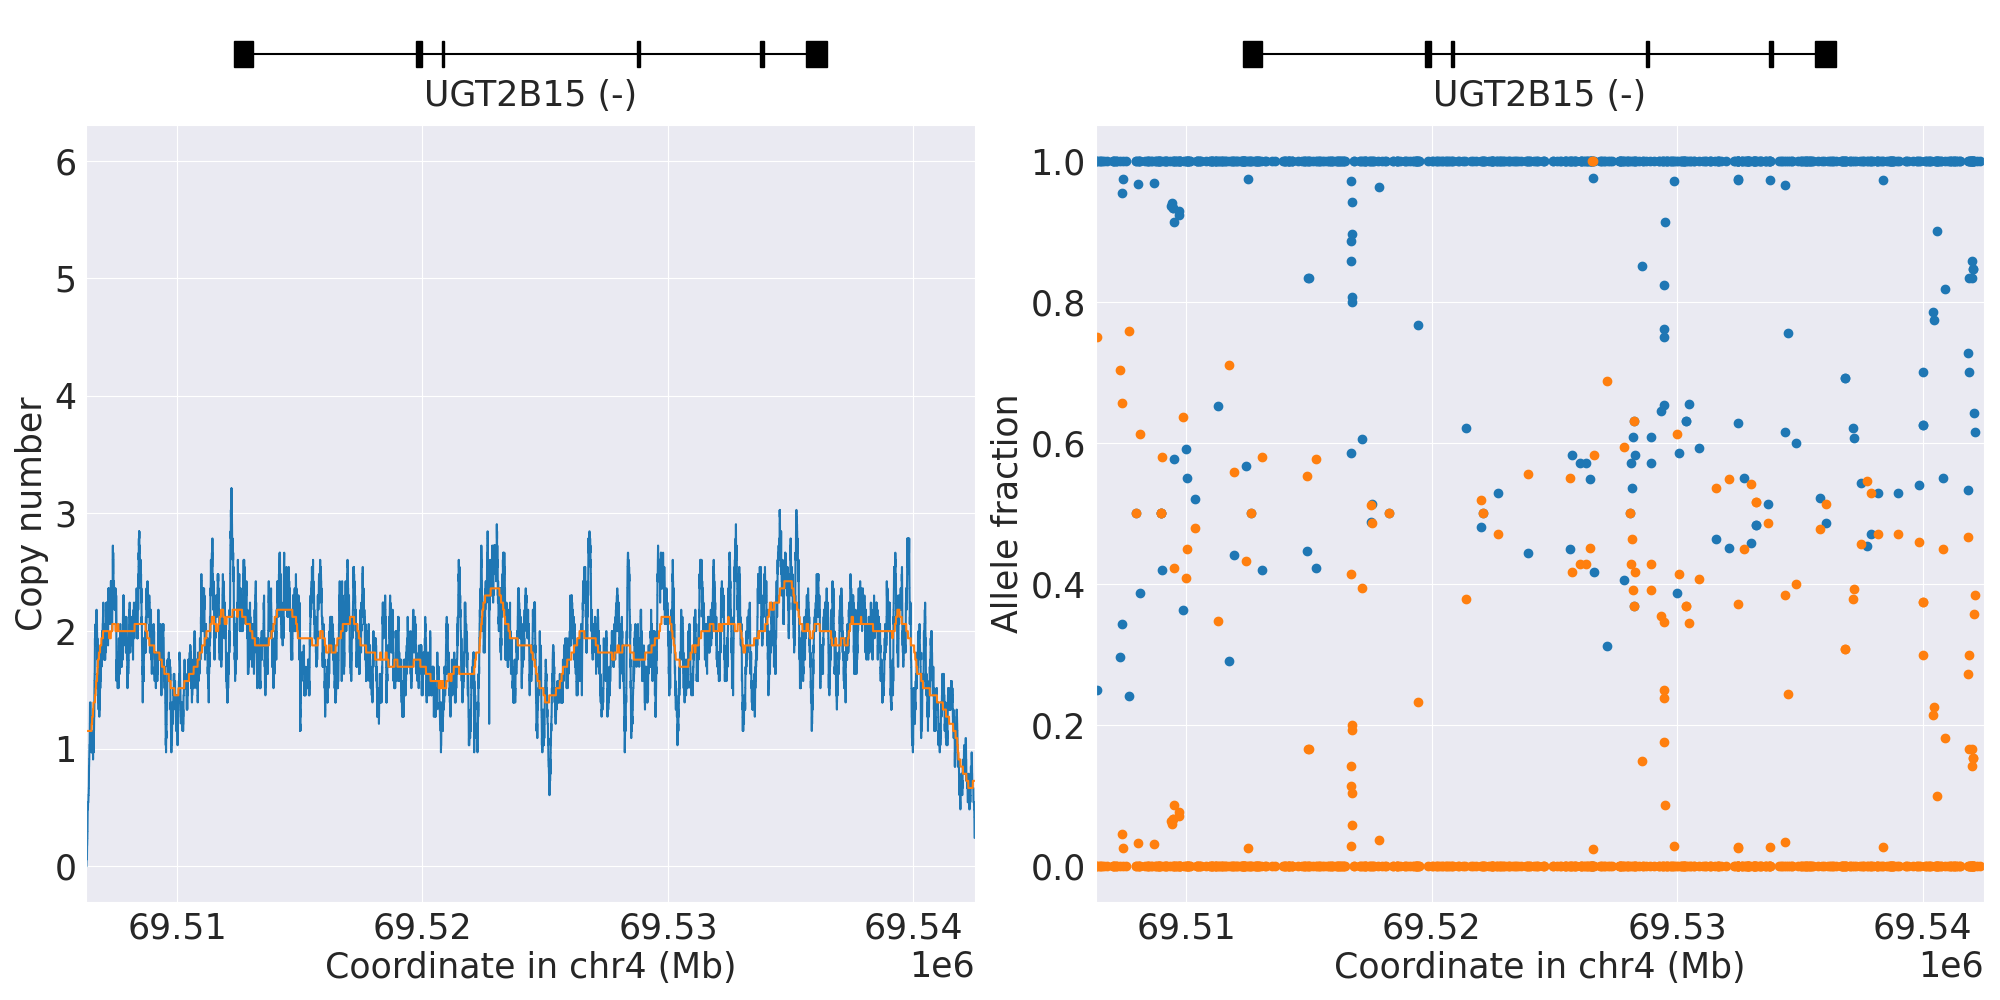 UGT2B15 (-)
6
5
4
3
2
1
0
Copy number
69.51 69.52 69.53 69.54
Coordinate in chr4 (Mb)
1e6
UGT2B15 (-)
1.0
0.8
0.6
0.4
0.2
0.0
Allele fraction
69.51 69.52 69.53 69.54
Coordinate in chr4 (Mb)
1e6